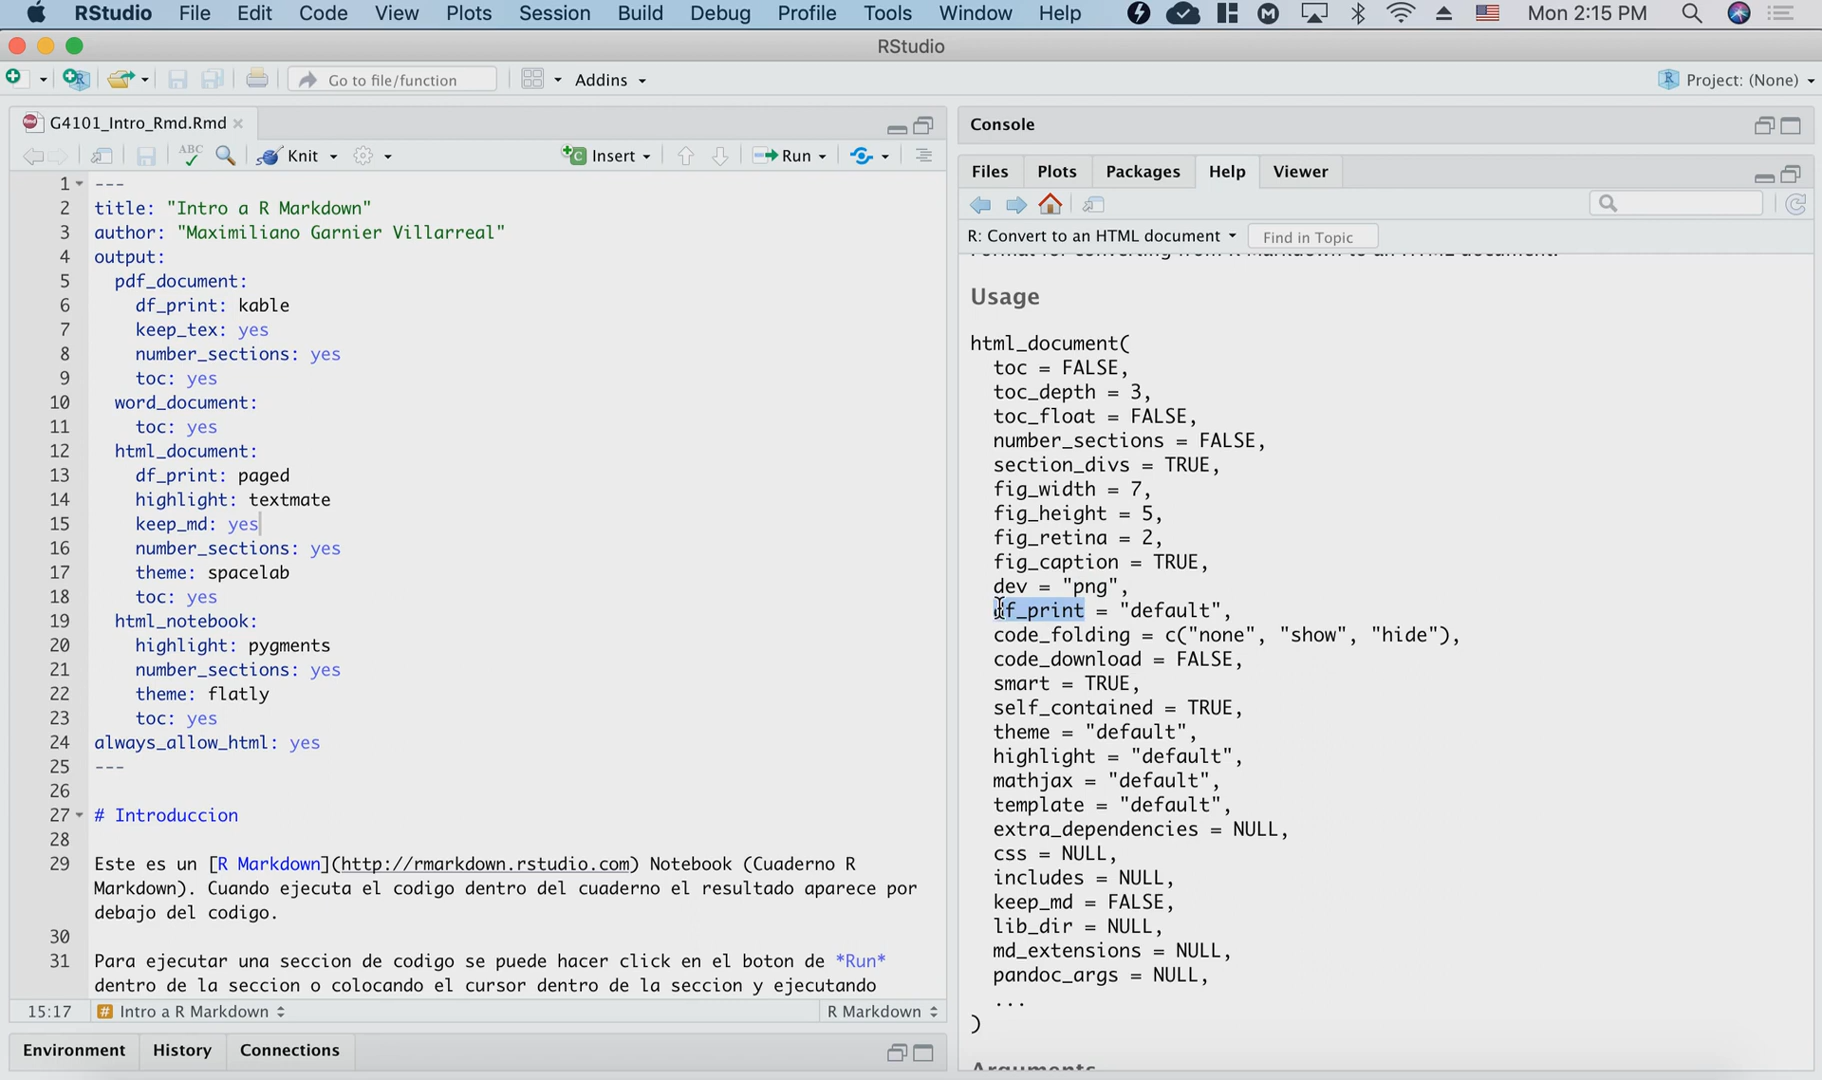 RStudio File Edit Code View Plots Session Build Debug Profile Tools Window Help Mon 2:15 PM
RStudio
Go to file/function Addins Project: (None)
G4101_Intro_Rmd.Rmd
ABC Knit Insert Run
1 ---
2 title: "Intro a R Markdown"
3 author: "Maximiliano Garnier Villarreal"
4 output:
5 pdf_document:
6 df_print: kable
7 keep_tex: yes
8 number_sections: yes
9 toc: yes
10 word_document:
11 toc: yes
12 html_document:
13 df_print: paged
14 highlight: textmate
15 keep_md: yes
16 number_sections: yes
17 theme: spacelab
18 toc: yes
19 html_notebook:
20 highlight: pygments
21 number_sections: yes
22 theme: flatly
23 toc: yes
24 always_allow_html: yes
25 ---
26
27 # Introduccion
28
29 Este es un [R Markdown](http://rmarkdown.rstudio.com) Notebook (Cuaderno R
Markdown). Cuando ejecuta el codigo dentro del cuaderno el resultado aparece por
debajo del codigo.
30
31 Para ejecutar una seccion de codigo se puede hacer click en el boton de *Run*
dentro de la seccion o colocando el cursor dentro de la seccion y ejecutando
15:17 # Intro a R Markdown R Markdown
Environment History Connections
Console
Files Plots Packages Help Viewer
R: Convert to an HTML document Find in Topic
Format for converting from R Markdown to an HTML document.
Usage
html_document(
toc = FALSE,
toc_depth = 3,
toc_float = FALSE,
number_sections = FALSE,
section_divs = TRUE,
fig_width = 7,
fig_height = 5,
fig_retina = 2,
fig_caption = TRUE,
dev = "png",
df_print = "default",
code_folding = c("none", "show", "hide"),
code_download = FALSE,
smart = TRUE,
self_contained = TRUE,
theme = "default",
highlight = "default",
mathjax = "default",
template = "default",
extra_dependencies = NULL,
css = NULL,
includes = NULL,
keep_md = FALSE,
lib_dir = NULL,
md_extensions = NULL,
pandoc_args = NULL,
...
)
Arguments